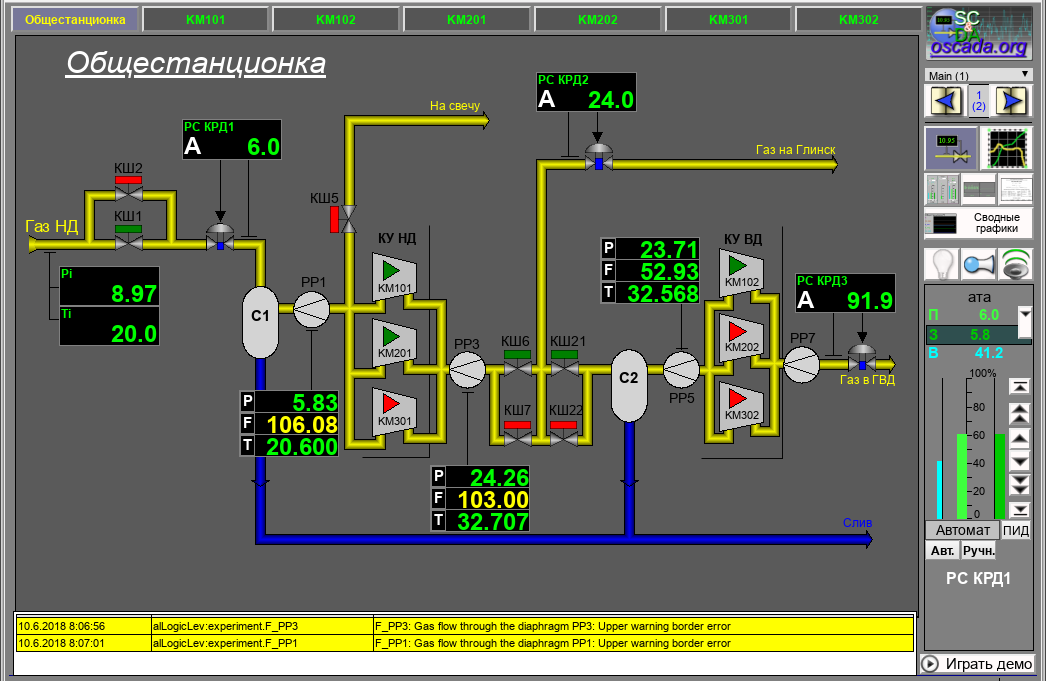 Общестанционка
КМ101
КМ102
КМ201
КМ202
КМ301
КМ302
Общестанционка
SC
&
DA
oscada.org
Main (1)
1
(2)
10.95
Сводные
графики
На свечу
РС КРД2
А
24.0
Газ на Глинск
РС КРД1
А
6.0
КШ2
КШ1
КШ5
Газ НД
Pi
8.97
Ti
20.0
КУ НД
КМ101
КМ201
КМ301
РР1
С1
P
5.83
F
106.08
T
20.600
РР3
P
24.26
F
103.00
T
32.707
КШ6
КШ21
КШ7
КШ22
P
23.71
F
52.93
T
32.568
С2
РР5
КУ ВД
КМ102
КМ202
КМ302
РР7
РС КРД3
А
91.9
Газ в ГВД
Слив
ата
П 6.0
З 5.8
В 41.2
100%
80
60
40
20
0
Автомат
ПИД
Авт.
Ручн.
РС КРД1
10.6.2018 8:06:56 alLogicLev:experiment.F_PP3 F_PP3: Gas flow through the diaphragm PP3: Upper warning border error
10.6.2018 8:07:01 alLogicLev:experiment.F_PP1 F_PP1: Gas flow through the diaphragm PP1: Upper warning border error
Играть демо